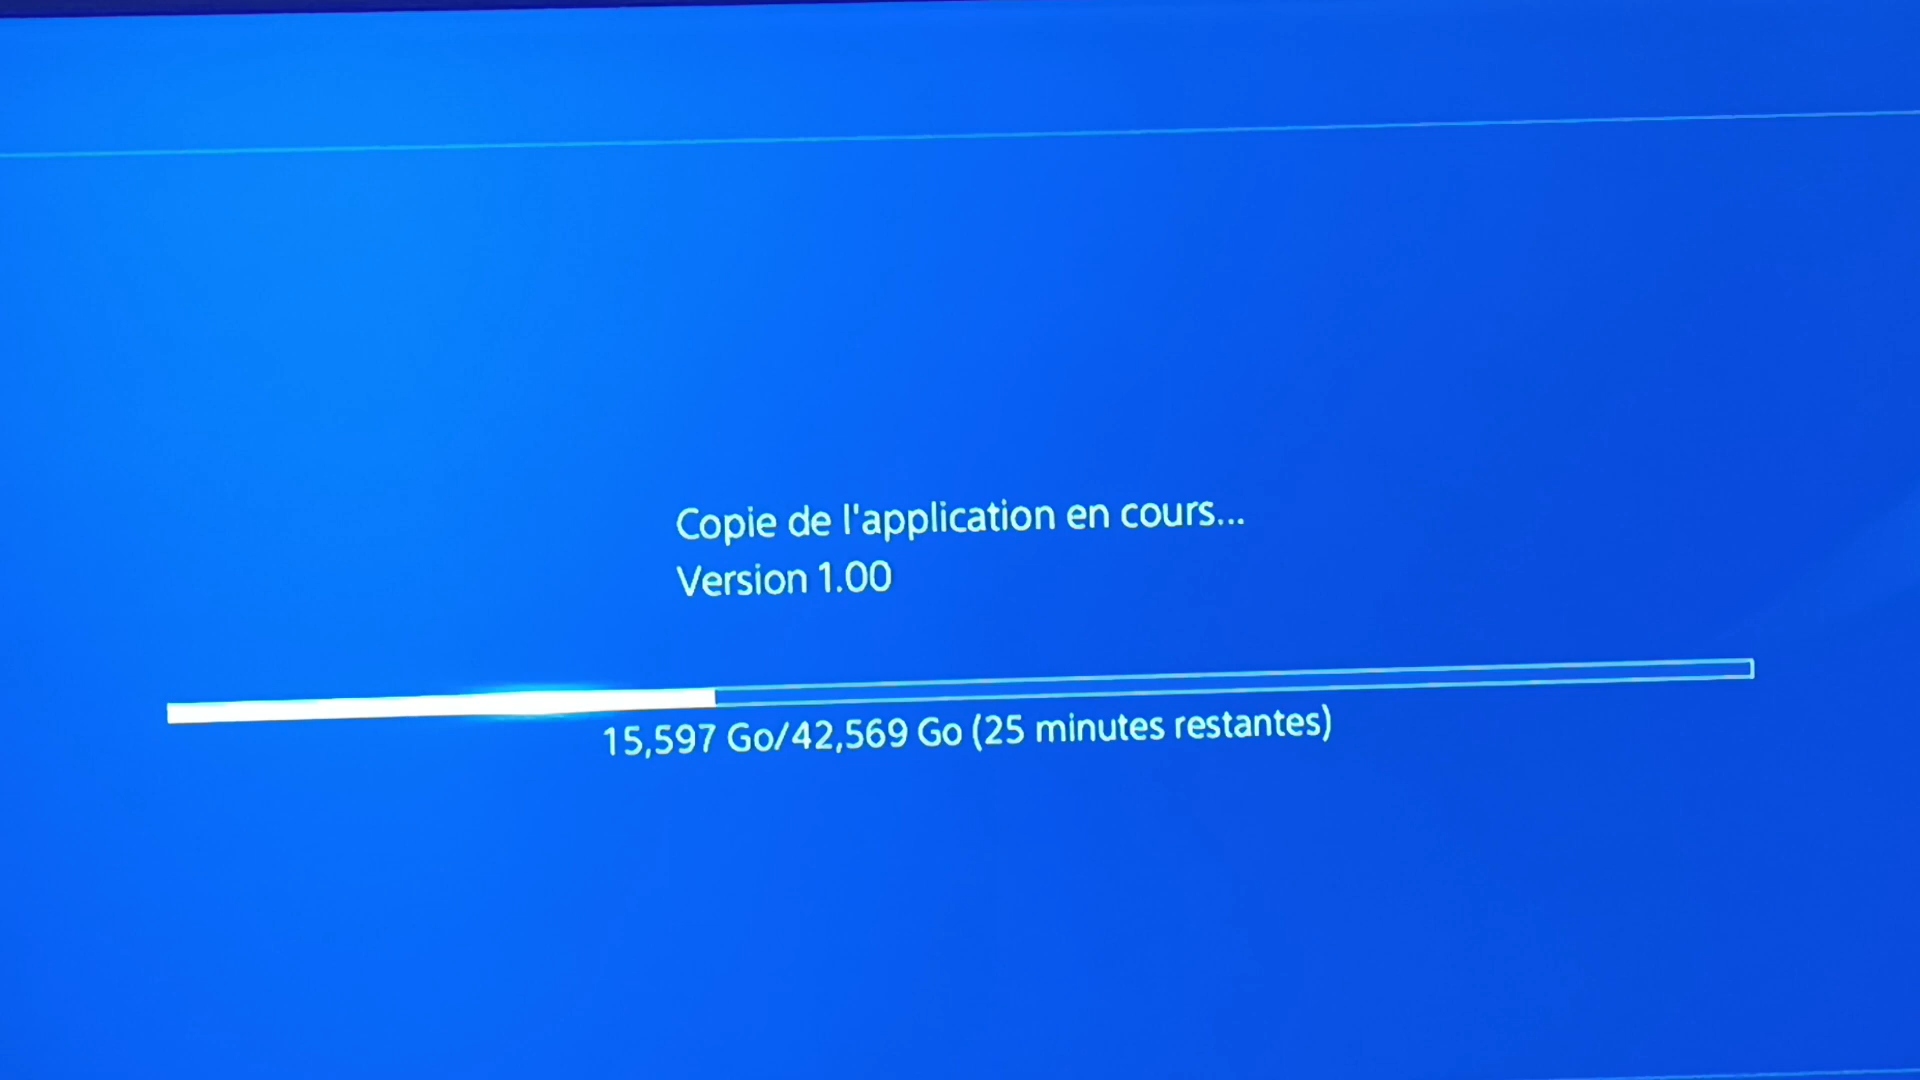 Copie de l'application en cours...
Version 1.00
15,597 Go/42,569 Go (25 minutes restantes)